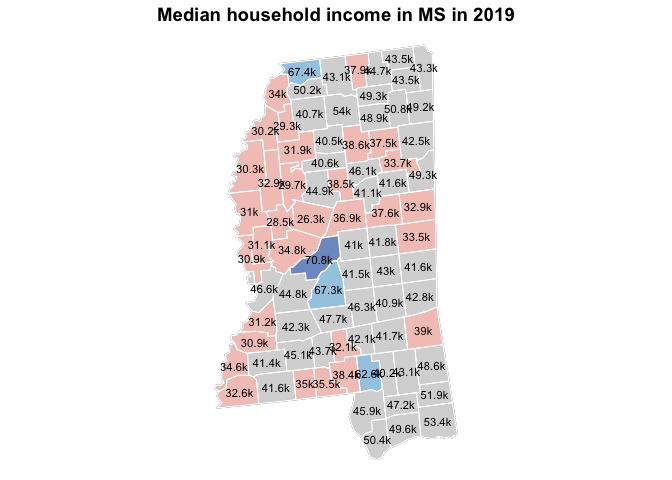 Median household income in MS in 2019
43.5k
67.4k
43.1k
37.9k
44.7k
43.3k
43.5k
50.2k
34k
49.3k
50.8k
49.2k
40.7k
54k
48.9k
29.3k
30.2k
40.5k
38.6k
37.5k
42.5k
31.9k
40.6k
33.7k
30.3k
46.1k
49.3k
32.9k
29.7k
38.5k
41.6k
44.9k
41.1k
31k
28.5k
26.3k
36.9k
37.6k
32.9k
31.1k
34.8k
41k
41.8k
33.5k
30.9k
70.8k
41.5k
43k
41.6k
46.6k
44.8k
67.3k
42.8k
46.3k
40.9k
31.2k
42.3k
47.7k
39k
30.9k
45.1k
43.7k
32.1k
42.1k
41.7k
34.6k
41.4k
48.6k
38.4k
62.6k
40.2k
43.1k
32.6k
41.6k
35k
35.5k
51.9k
45.9k
47.2k
53.4k
49.6k
50.4k